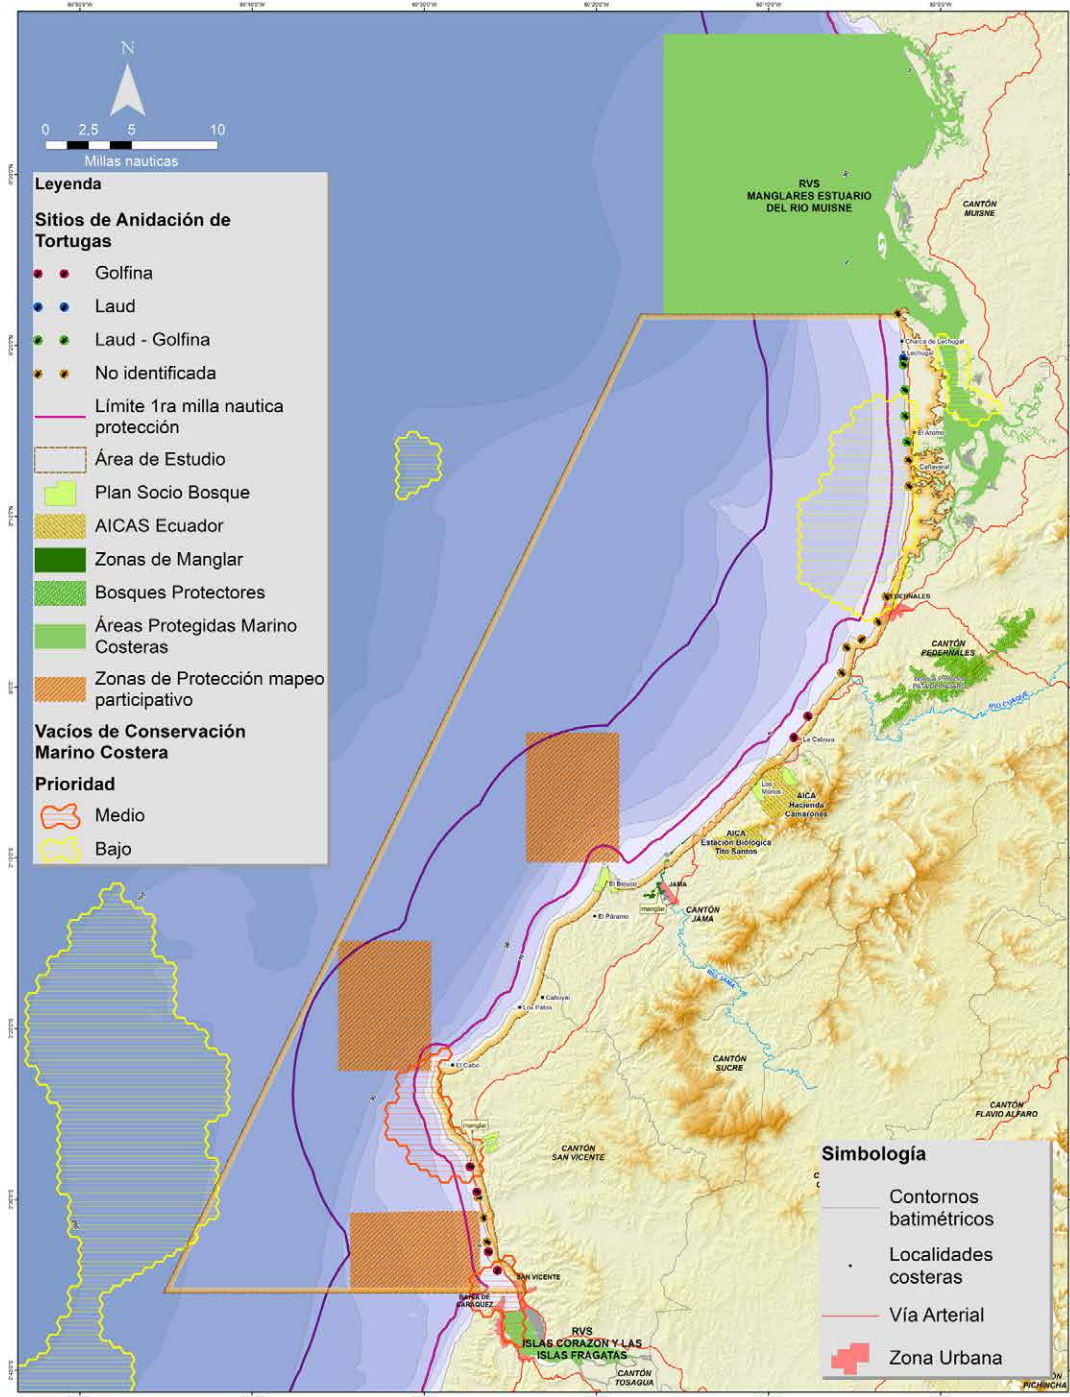 N
0 2,5 5 10
Millas nauticas
Leyenda
Sitios de Anidación de
Tortugas
Golfina
Laud
Laud - Golfina
No identificada
Límite 1ra milla nautica
protección
Área de Estudio
Plan Socio Bosque
AICAS Ecuador
Zonas de Manglar
Bosques Protectores
Áreas Protegidas Marino
Costeras
Zonas de Protección mapeo
participativo
Vacíos de Conservación
Marino Costera
Prioridad
Medio
Bajo
RVS
MANGLARES ESTUARIO
DEL RIO MUISNE
CANTÓN
MUISNE
Charca de Lechugal
Lechugal
El Aromo
Cañaveral
CANTÓN
PEDERNALES
RIO CUAQUE
La Cabuya
Los
Monos
AICA
Hacienda
Camarones
AICA
Estación Biológica
Tito Santos
El Bouco
JAMA
manglar
CANTÓN
JAMA
El Páramo
RIO JAMA
Cabuyal
Los Patos
El Cabo
CANTÓN
SUCRE
CANTÓN
FLAVIO ALFARO
manglar
CANTÓN
SAN VICENTE
SAN VICENTE
BAHIA DE
CARAQUEZ
RVS
ISLAS CORAZON Y LAS
ISLAS FRAGATAS
CANTÓN
TOSAGUA
Simbología
Contornos
batimétricos
Localidades
costeras
Vía Arterial
Zona Urbana
PICHINCHA